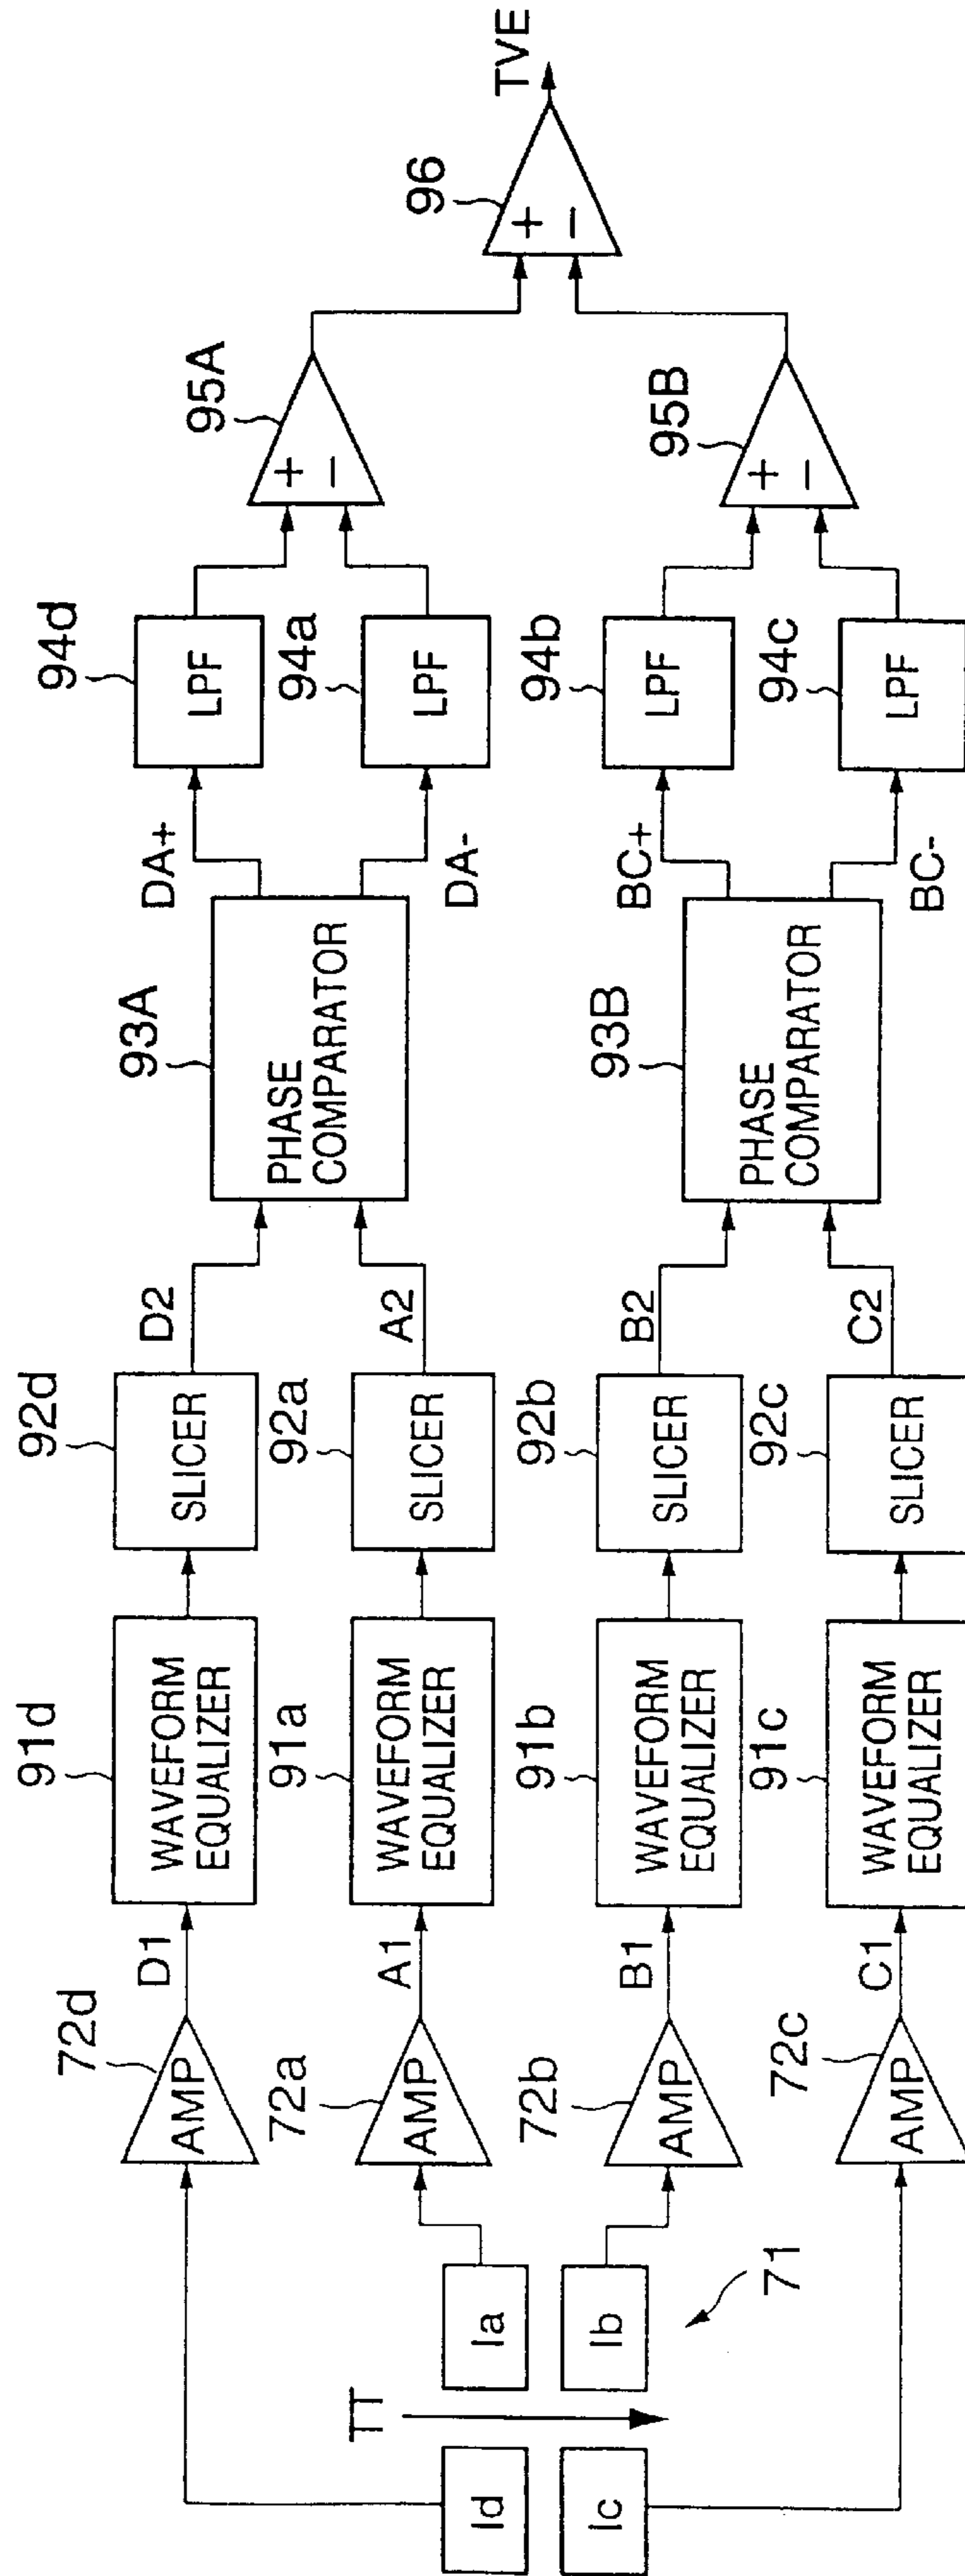 Id
Ia
Ic
Ib
TT
71
72d
AMP
D1
91d
WAVEFORM
EQUALIZER
92d
SLICER
D2
72a
AMP
A1
91a
WAVEFORM
EQUALIZER
92a
SLICER
A2
93A
PHASE
COMPARATOR
DA+
DA-
94d
LPF
94a
LPF
95A
+
−
72b
AMP
B1
91b
WAVEFORM
EQUALIZER
92b
SLICER
B2
72c
AMP
C1
91c
WAVEFORM
EQUALIZER
92c
SLICER
C2
93B
PHASE
COMPARATOR
BC+
BC-
94b
LPF
94c
LPF
95B
+
−
96
+
−
TVE